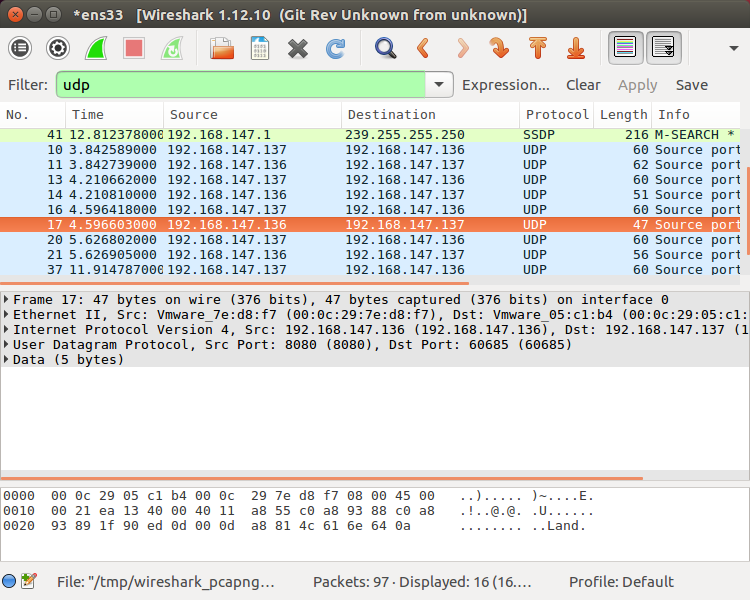 *ens33   [Wireshark 1.12.10  (Git Rev Unknown from unknown)]
Filter: udp Expression... Clear Apply Save
No. Time Source Destination Protocol Length Info
41 12.812378000 192.168.147.1 239.255.255.250 SSDP 216 M-SEARCH *
10 3.842589000 192.168.147.137 192.168.147.136 UDP 60 Source port
11 3.842739000 192.168.147.136 192.168.147.137 UDP 62 Source port
13 4.210662000 192.168.147.137 192.168.147.136 UDP 60 Source port
14 4.210810000 192.168.147.136 192.168.147.137 UDP 51 Source port
16 4.596418000 192.168.147.137 192.168.147.136 UDP 60 Source port
17 4.596603000 192.168.147.136 192.168.147.137 UDP 47 Source port
20 5.626802000 192.168.147.137 192.168.147.136 UDP 60 Source port
21 5.626905000 192.168.147.136 192.168.147.137 UDP 56 Source port
37 11.914787000 192.168.147.137 192.168.147.136 UDP 60 Source port
Frame 17: 47 bytes on wire (376 bits), 47 bytes captured (376 bits) on interface 0
Ethernet II, Src: Vmware_7e:d8:f7 (00:0c:29:7e:d8:f7), Dst: Vmware_05:c1:b4 (00:0c:29:05:c1:
Internet Protocol Version 4, Src: 192.168.147.136 (192.168.147.136), Dst: 192.168.147.137 (1
User Datagram Protocol, Src Port: 8080 (8080), Dst Port: 60685 (60685)
Data (5 bytes)
0000  00 0c 29 05 c1 b4 00 0c  29 7e d8 f7 08 00 45 00   ..)..... )~....E.
0010  00 21 ea 13 40 00 40 11  a8 55 c0 a8 93 88 c0 a8   .!..@.@. .U......
0020  93 89 1f 90 ed 0d 00 0d  a8 81 4c 61 6e 64 0a   ........ ..Land.
File: "/tmp/wireshark_pcapng… Packets: 97 · Displayed: 16 (16.… Profile: Default